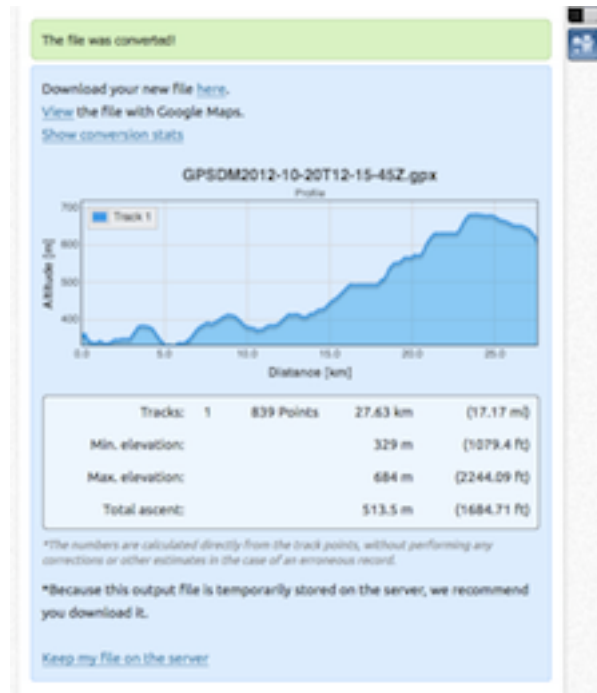 The file was converted!
Download your new file here.
View the file with Google Maps.
Show conversion stats
GPSDM2012-10-20T12-15-45Z.gpx
Profile
Track 1
Altitude [m]
700
600
500
400
0.0 5.0 10.0 15.0 20.0 25.0
Distance [km]
Tracks: 1 839 Points 27.63 km (17.17 mi)
Min. elevation: 329 m (1079.4 ft)
Max. elevation: 684 m (2244.09 ft)
Total ascent: 513.5 m (1684.71 ft)
*The numbers are calculated directly from the track points, without performing any
corrections or other estimates in the case of an erroneous record.
*Because this output file is temporarily stored on the server, we recommend
you download it.
Keep my file on the server